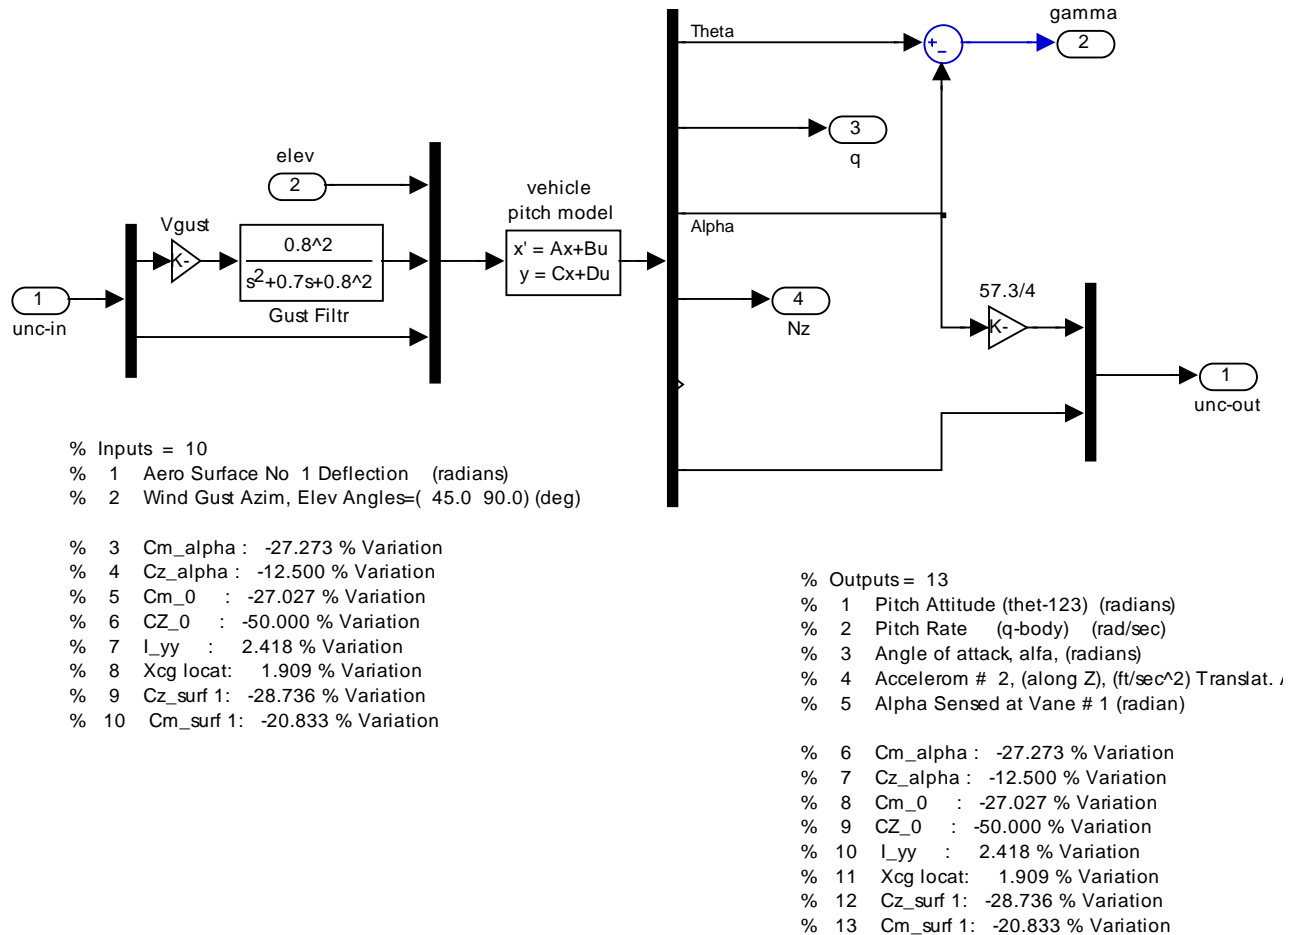 gamma
Theta
+
−
2
3
q
elev
2
vehicle
pitch model
Vgust
Alpha
K-
0.8^2
s2+0.7s+0.8^2
x' = Ax+Bu
y = Cx+Du
1
unc-in
Gust Filtr
4
Nz
57.3/4
K-
1
unc-out
% Inputs = 10
% 1 Aero Surface No 1 Deflection (radians)
% 2 Wind Gust Azim, Elev Angles=( 45.0 90.0) (deg)
% 3 Cm_alpha : -27.273 % Variation
% 4 Cz_alpha : -12.500 % Variation
% 5 Cm_0 : -27.027 % Variation
% 6 CZ_0 : -50.000 % Variation
% 7 I_yy : 2.418 % Variation
% 8 Xcg locat: 1.909 % Variation
% 9 Cz_surf 1: -28.736 % Variation
% 10 Cm_surf 1: -20.833 % Variation
% Outputs = 13
% 1 Pitch Attitude (thet-123) (radians)
% 2 Pitch Rate (q-body) (rad/sec)
% 3 Angle of attack, alfa, (radians)
% 4 Accelerom # 2, (along Z), (ft/sec^2) Translat.
% 5 Alpha Sensed at Vane # 1 (radian)
% 6 Cm_alpha : -27.273 % Variation
% 7 Cz_alpha : -12.500 % Variation
% 8 Cm_0 : -27.027 % Variation
% 9 CZ_0 : -50.000 % Variation
% 10 I_yy : 2.418 % Variation
% 11 Xcg locat: 1.909 % Variation
% 12 Cz_surf 1: -28.736 % Variation
% 13 Cm_surf 1: -20.833 % Variation